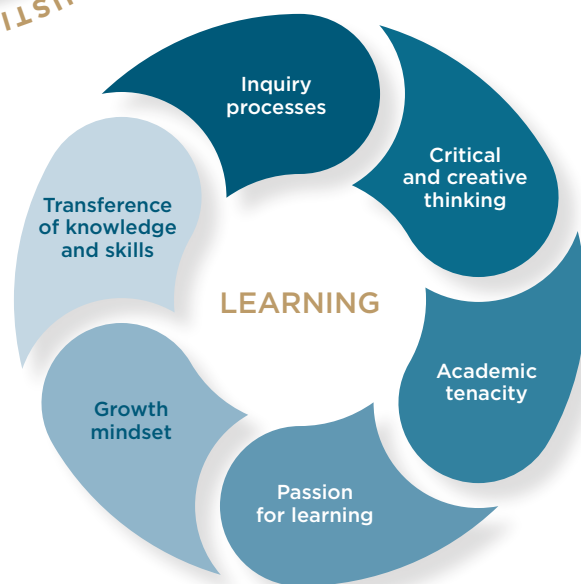 Inquiry
processes
Critical
and creative
thinking
Academic
tenacity
Passion
for learning
Growth
mindset
Transference
of knowledge
and skills
LEARNING